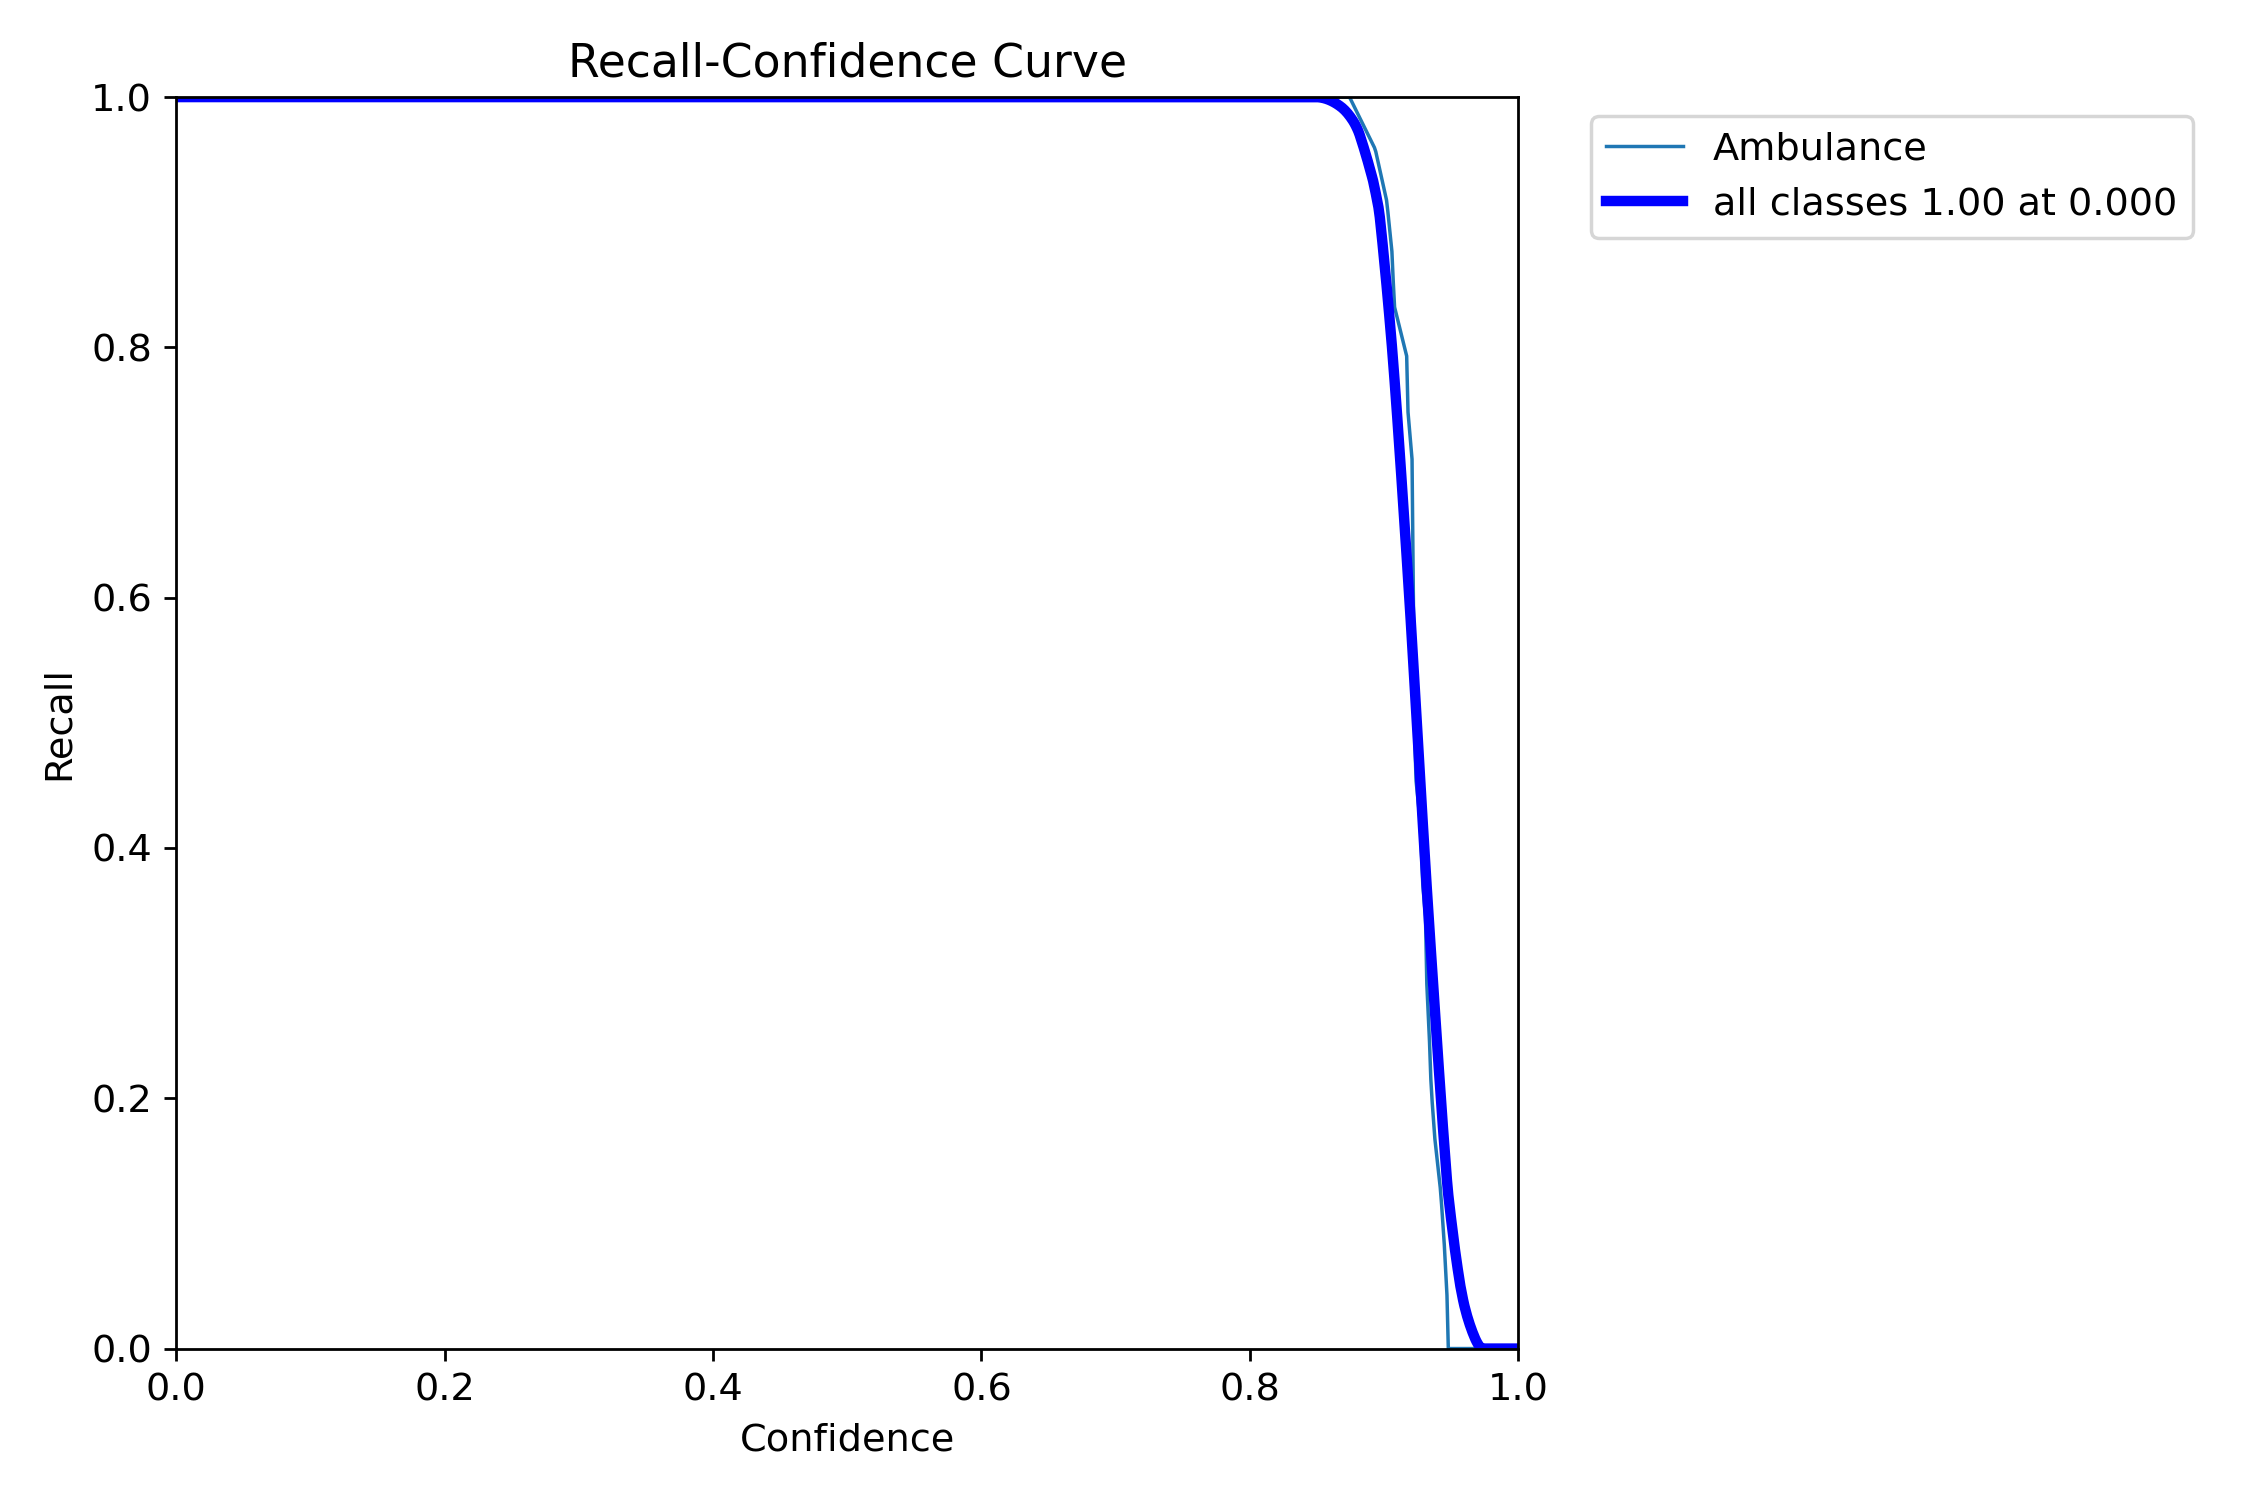 Recall-Confidence Curve
1.0
0.8
0.6
0.4
0.2
0.0
Recall
0.0 0.2 0.4 0.6 0.8 1.0
Confidence
Ambulance
all classes 1.00 at 0.000